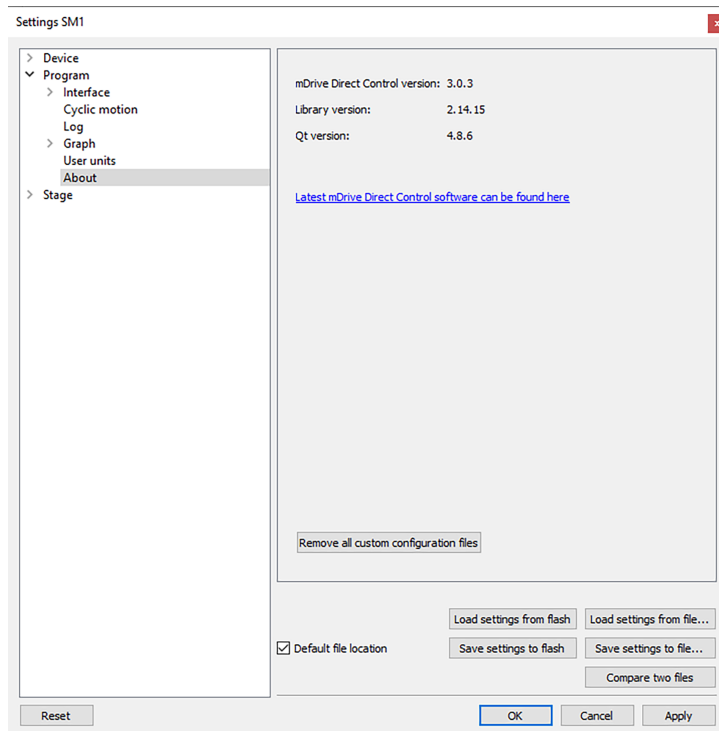 Settings SM1
Device
Program
Interface
Cyclic motion
Log
Graph
User units
About
Stage
mDrive Direct Control version: 3.0.3
Library version: 2.14.15
Qt version: 4.8.6
Latest mDrive Direct Control software can be found here
Remove all custom configuration files
Load settings from flash Load settings from file...
Default file location Save settings to flash Save settings to file...
Compare two files
Reset OK Cancel Apply